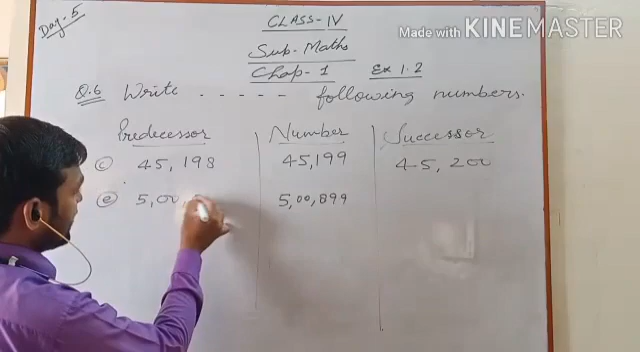 Day-5
CLASS-IV
Made with KINEMASTER
Sub-Maths
Chap-1 Ex 1.2
Q.6 Write - - - - - following numbers.
Predecessor Number Successor
(c) 45,198 45,199 45,200
(e) 5,00, 5,00,899